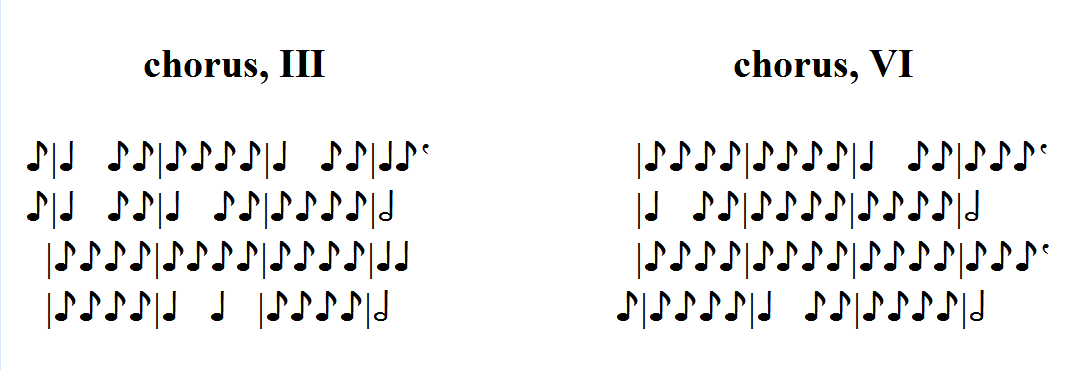 chorus, III
♪|♩ ♪♪|♪♪♪♪|♩ ♪♪|♩♪‛
♪|♩ ♪♪|♩ ♪♪|♪♪♪♪|𝅗𝅥
|♪♪♪♪|♪♪♪♪|♪♪♪♪|♩♩
|♪♪♪♪|♩ ♩ |♪♪♪♪|𝅗𝅥
chorus, VI
|♪♪♪♪|♪♪♪♪|♩ ♪♪|♪♪♪‛
|♩ ♪♪|♪♪♪♪|♪♪♪♪|𝅗𝅥
|♪♪♪♪|♪♪♪♪|♪♪♪♪|♪♪♪‛
♪|♪♪♪♪|♩ ♪♪|♪♪♪♪|𝅗𝅥